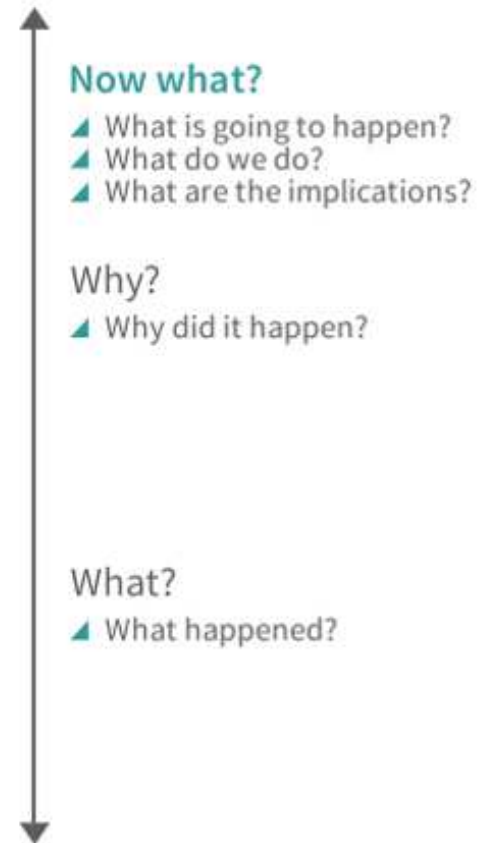 Now what?
What is going to happen?
What do we do?
What are the implications?
Why?
Why did it happen?
What?
What happened?